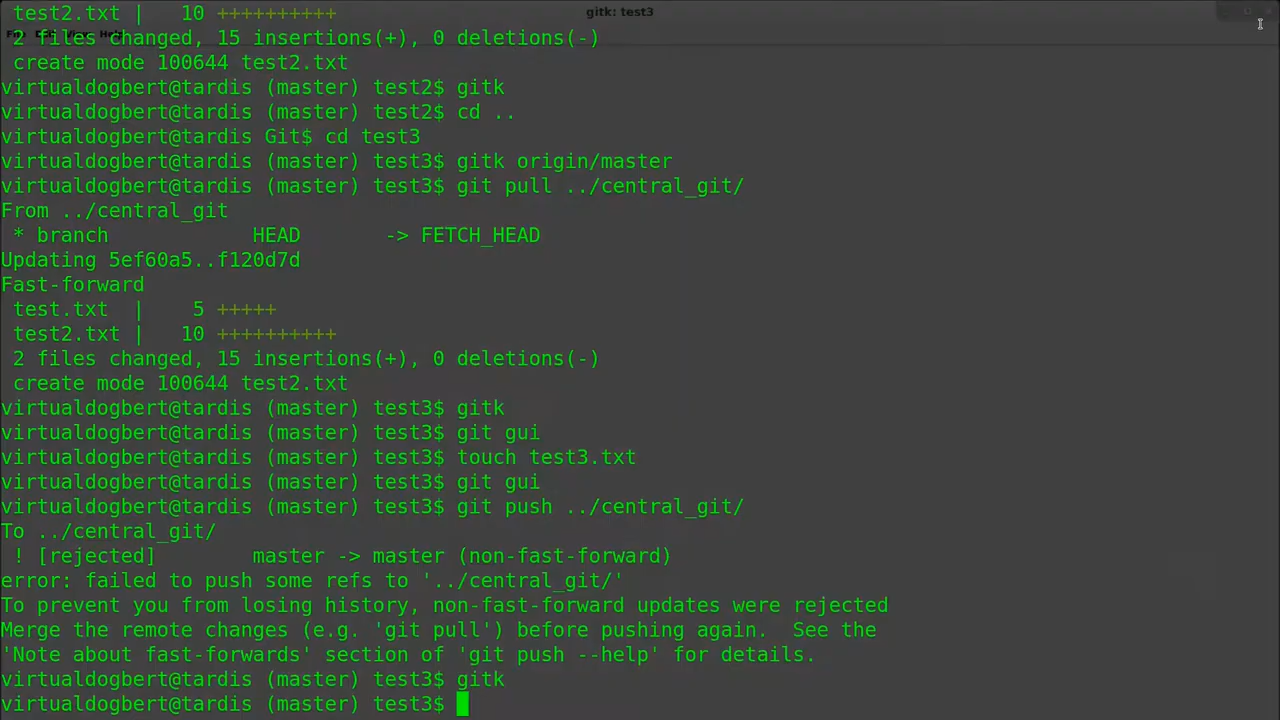 gitk: test3
File Edit View Help
test2.txt |    10 ++++++++++
2 files changed, 15 insertions(+), 0 deletions(-)
create mode 100644 test2.txt
virtualdogbert@tardis (master) test2$ gitk
virtualdogbert@tardis (master) test2$ cd ..
virtualdogbert@tardis Git$ cd test3
virtualdogbert@tardis (master) test3$ gitk origin/master
virtualdogbert@tardis (master) test3$ git pull ../central_git/
From ../central_git
 * branch            HEAD       -> FETCH_HEAD
Updating 5ef60a5..f120d7d
Fast-forward
 test.txt  |    5 +++++
 test2.txt |   10 ++++++++++
 2 files changed, 15 insertions(+), 0 deletions(-)
 create mode 100644 test2.txt
virtualdogbert@tardis (master) test3$ gitk
virtualdogbert@tardis (master) test3$ git gui
virtualdogbert@tardis (master) test3$ touch test3.txt
virtualdogbert@tardis (master) test3$ git gui
virtualdogbert@tardis (master) test3$ git push ../central_git/
To ../central_git/
 ! [rejected]        master -> master (non-fast-forward)
error: failed to push some refs to '../central_git/'
To prevent you from losing history, non-fast-forward updates were rejected
Merge the remote changes (e.g. 'git pull') before pushing again.  See the
'Note about fast-forwards' section of 'git push --help' for details.
virtualdogbert@tardis (master) test3$ gitk
virtualdogbert@tardis (master) test3$